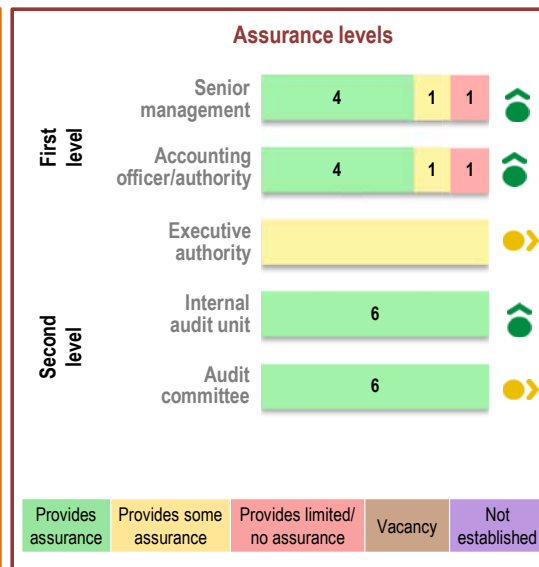 Assurance levels
First
level
Senior
management
4
1
1
Accounting
officer/authority
4
1
1
Executive
authority
Second
level
Internal
audit unit
6
Audit
committee
6
Provides
assurance
Provides some
assurance
Provides limited/
no assurance
Vacancy
Not
established